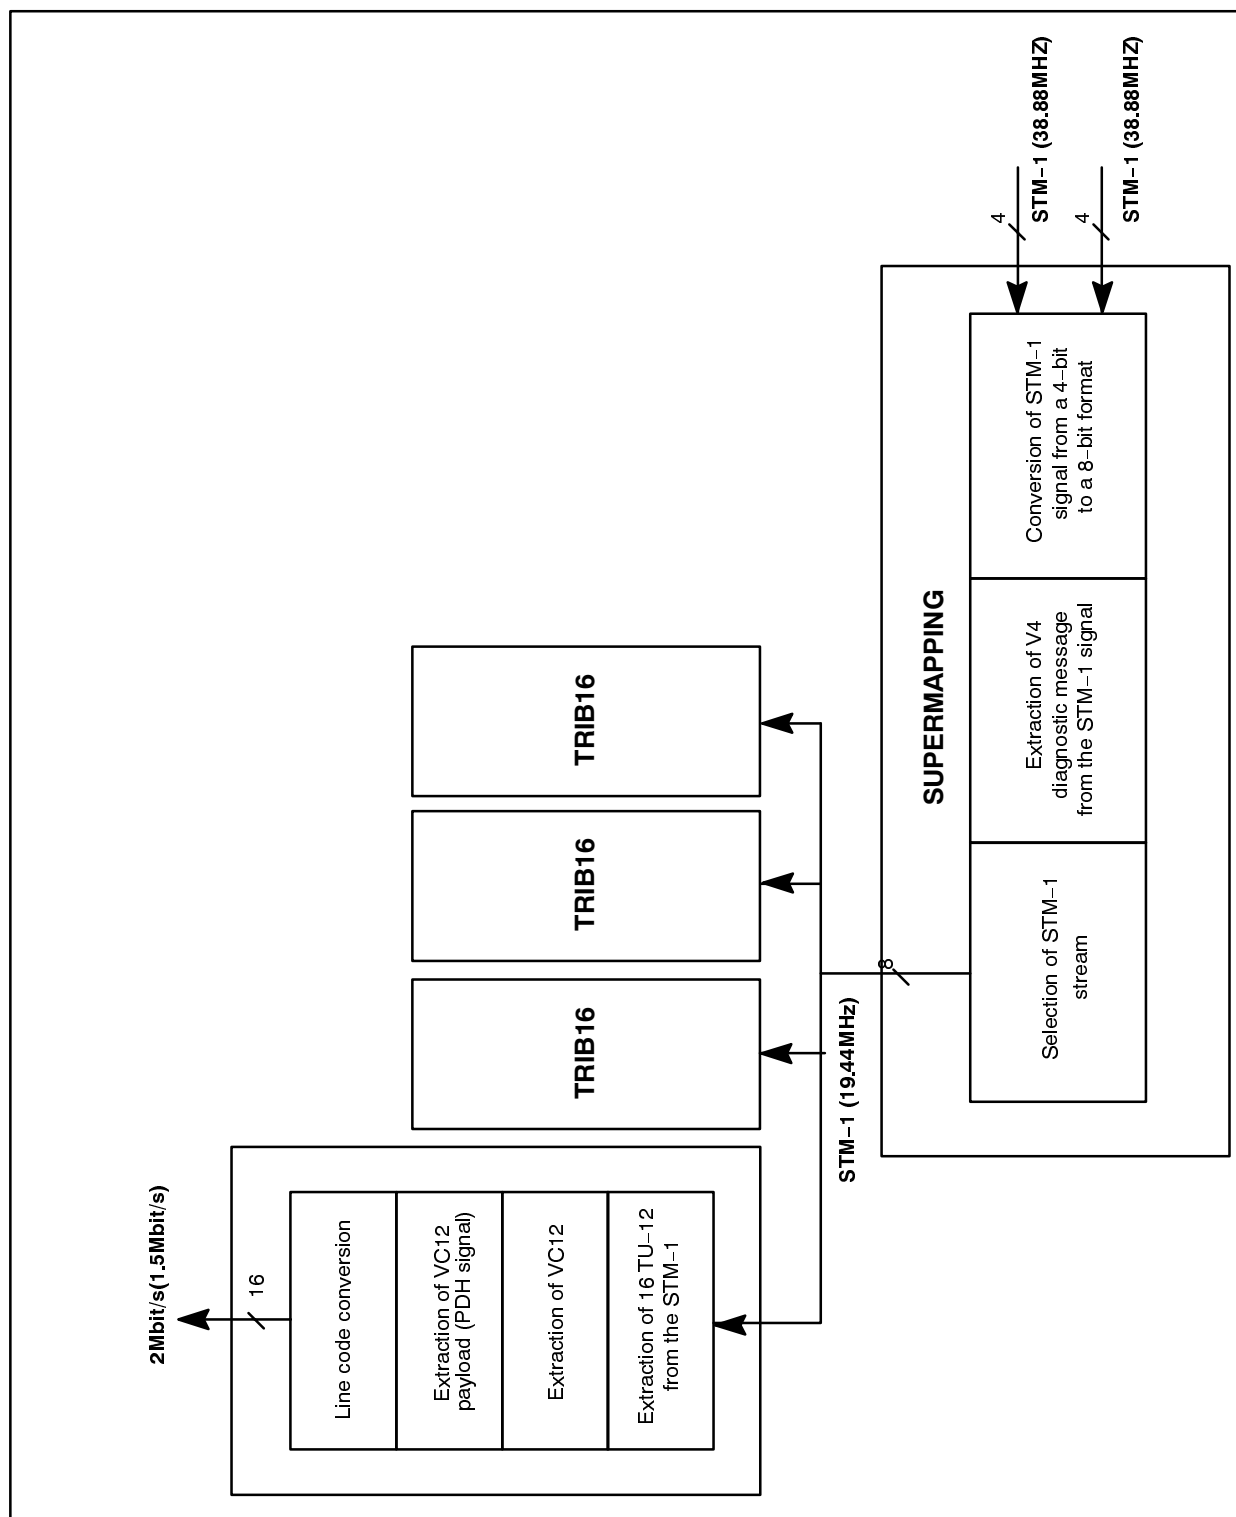 2Mbit/s(1.5Mbit/s)
16
Line code conversion
Extraction of VC12
payload (PDH signal)
Extraction of VC12
Extraction of 16 TU−12
from the STM−1
TRIB16
TRIB16
TRIB16
STM−1 (19.44MHz)
8
SUPERMAPPING
Selection of STM−1
stream
Extraction of V4
diagnostic message
from the STM−1 signal
Conversion of STM−1
signal from a 4−bit
to a 8−bit format
4
STM−1 (38.88MHZ)
4
STM−1 (38.88MHZ)